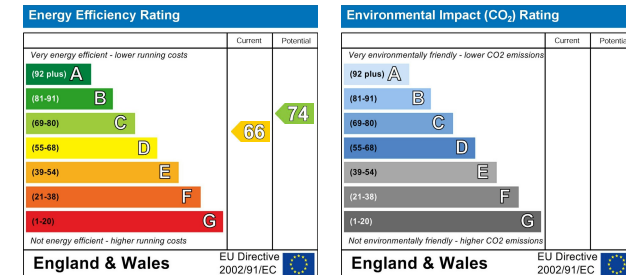 Energy Efficiency Rating
Current Potential
Very energy efficient - lower running costs
(92 plus) A
(81-91) B
(69-80) C
(55-68) D
(39-54) E
(21-38) F
(1-20) G
66
74
Not energy efficient - higher running costs
England & Wales
EU Directive
2002/91/EC
Environmental Impact (CO₂) Rating
Current Potential
Very environmentally friendly - lower CO2 emissions
(92 plus) A
(81-91) B
(69-80) C
(55-68) D
(39-54) E
(21-38) F
(1-20) G
Not environmentally friendly - higher CO2 emissions
England & Wales
EU Directive
2002/91/EC